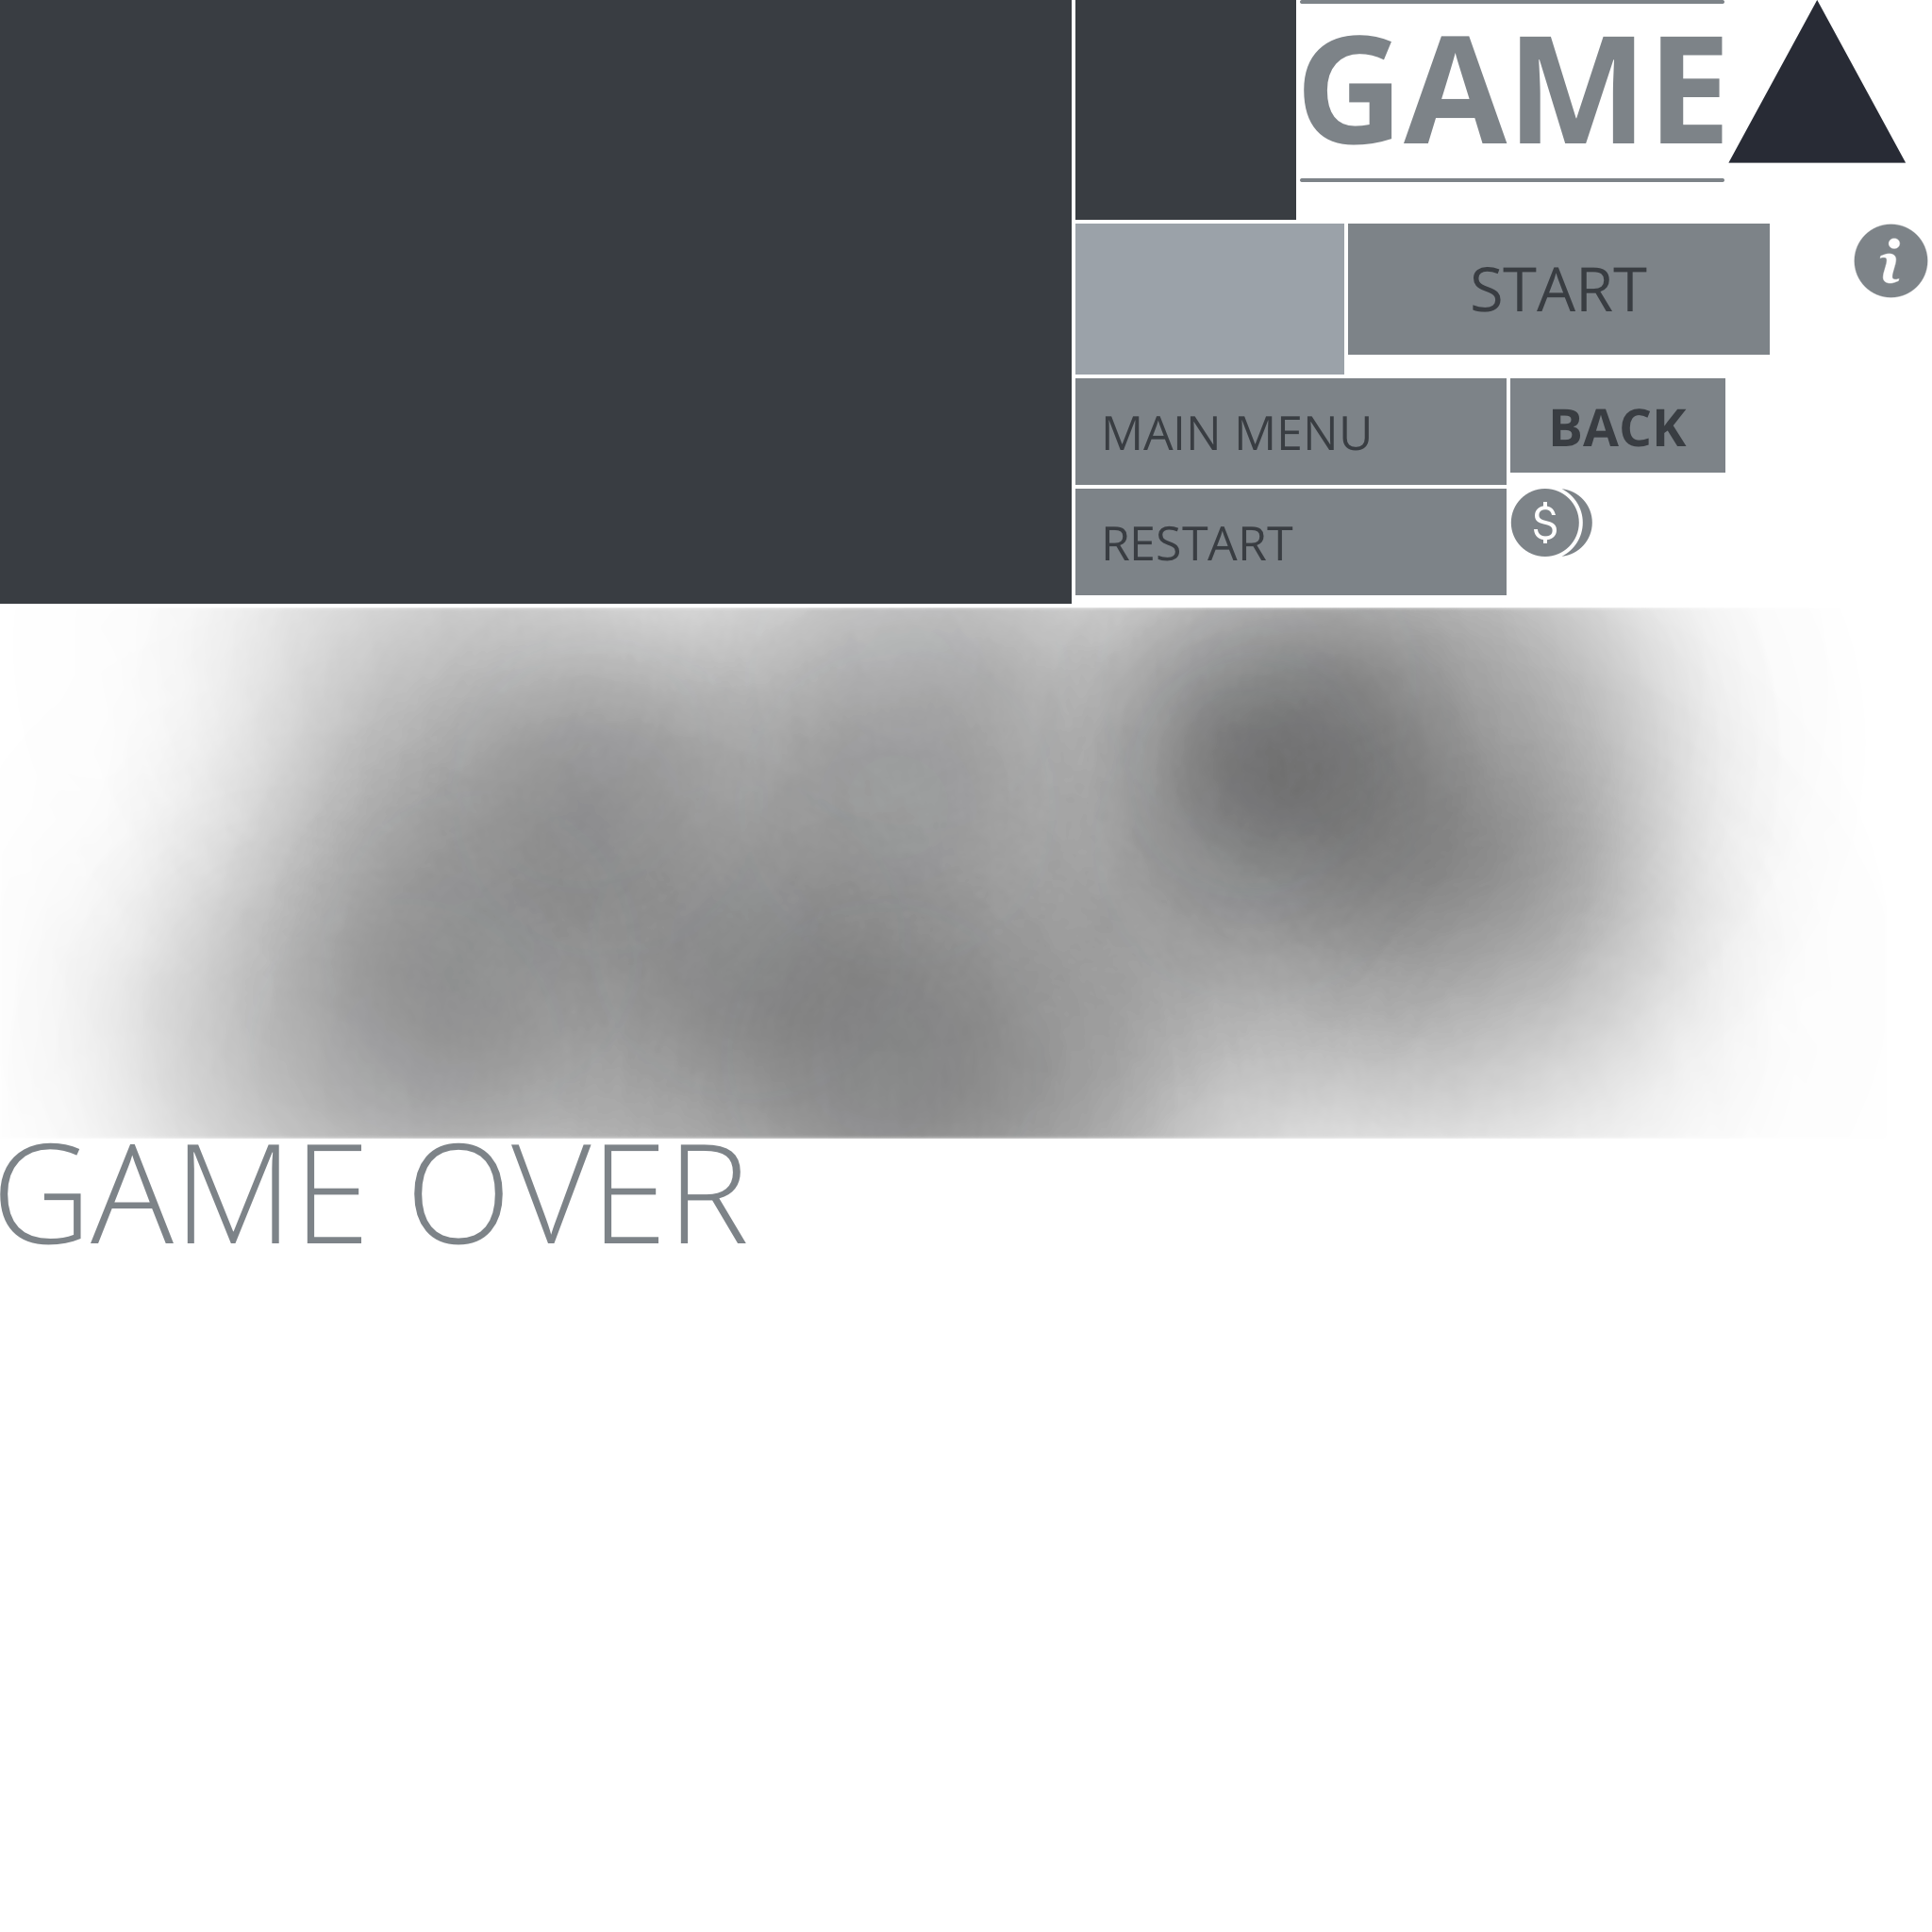 GAME
START
i
MAIN MENU
BACK
RESTART
$
GAME OVER